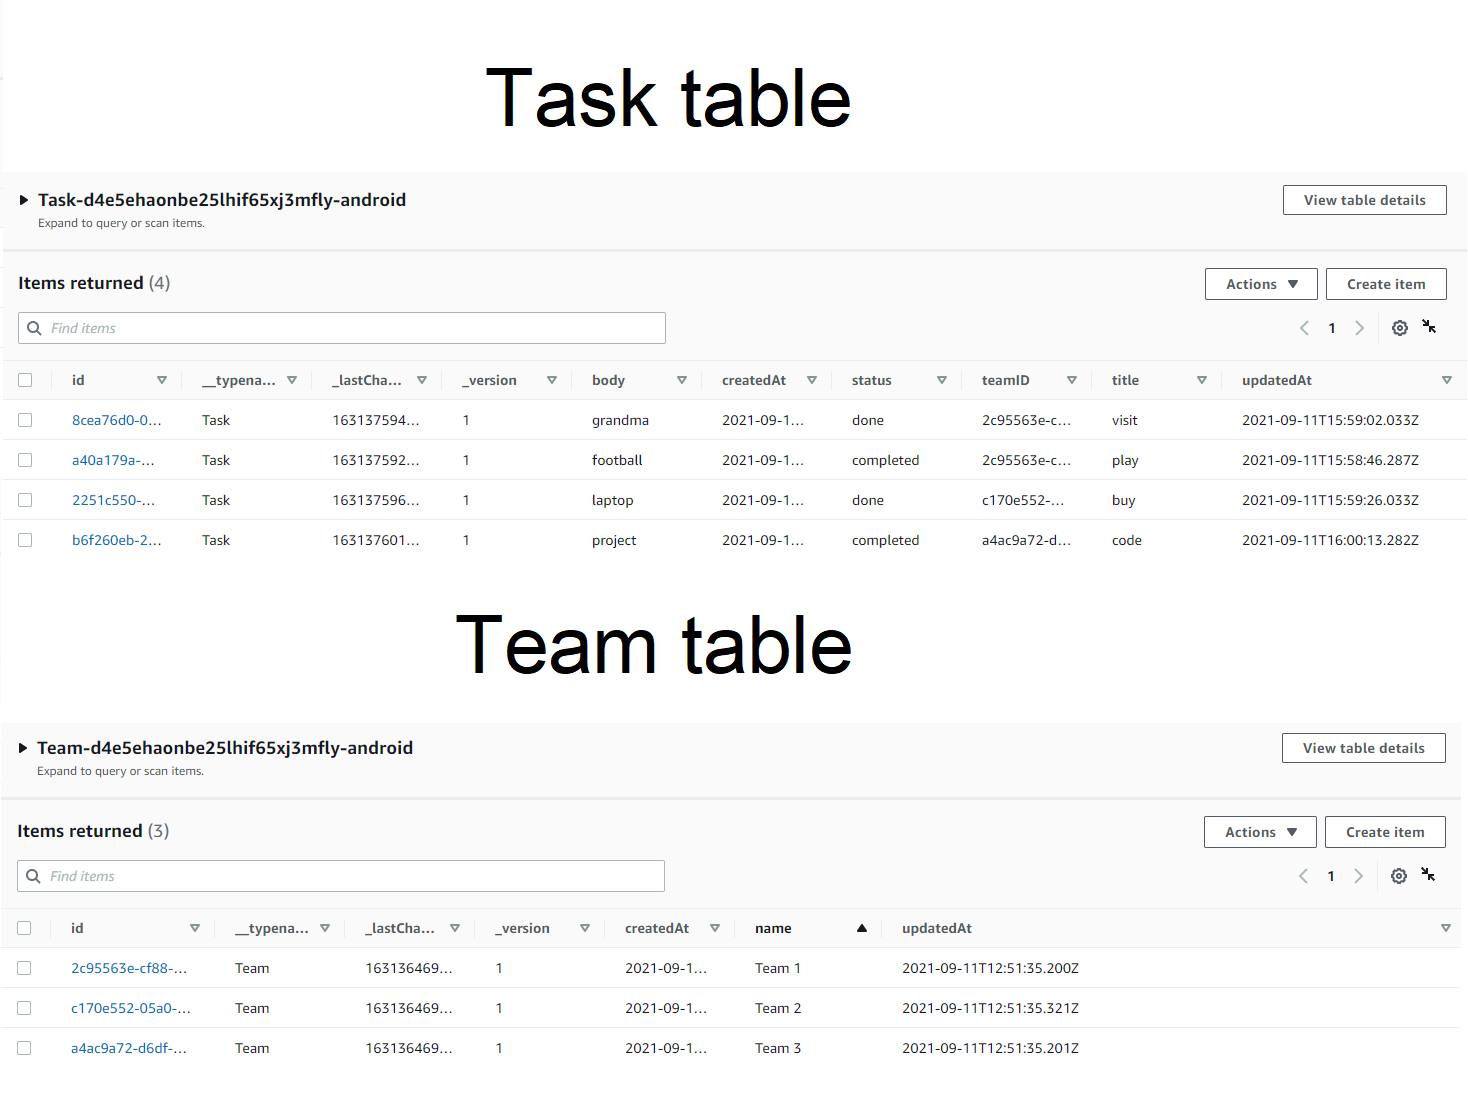 Task table
Task-d4e5ehaonbe25lhif65xj3mfly-android View table details
Expand to query or scan items.
Items returned (4) Actions Create item
Find items 1
id __typena... _lastCha... _version body createdAt status teamID title updatedAt
8cea76d0-0... Task 163137594... 1 grandma 2021-09-1... done 2c95563e-c... visit 2021-09-11T15:59:02.033Z
a40a179a-... Task 163137592... 1 football 2021-09-1... completed 2c95563e-c... play 2021-09-11T15:58:46.287Z
2251c550-... Task 163137596... 1 laptop 2021-09-1... done c170e552-... buy 2021-09-11T15:59:26.033Z
b6f260eb-2... Task 163137601... 1 project 2021-09-1... completed a4ac9a72-d... code 2021-09-11T16:00:13.282Z
Team table
Team-d4e5ehaonbe25lhif65xj3mfly-android View table details
Expand to query or scan items.
Items returned (3) Actions Create item
Find items 1
id __typena... _lastCha... _version createdAt name updatedAt
2c95563e-cf88-... Team 163136469... 1 2021-09-1... Team 1 2021-09-11T12:51:35.200Z
c170e552-05a0-... Team 163136469... 1 2021-09-1... Team 2 2021-09-11T12:51:35.321Z
a4ac9a72-d6df-... Team 163136469... 1 2021-09-1... Team 3 2021-09-11T12:51:35.201Z